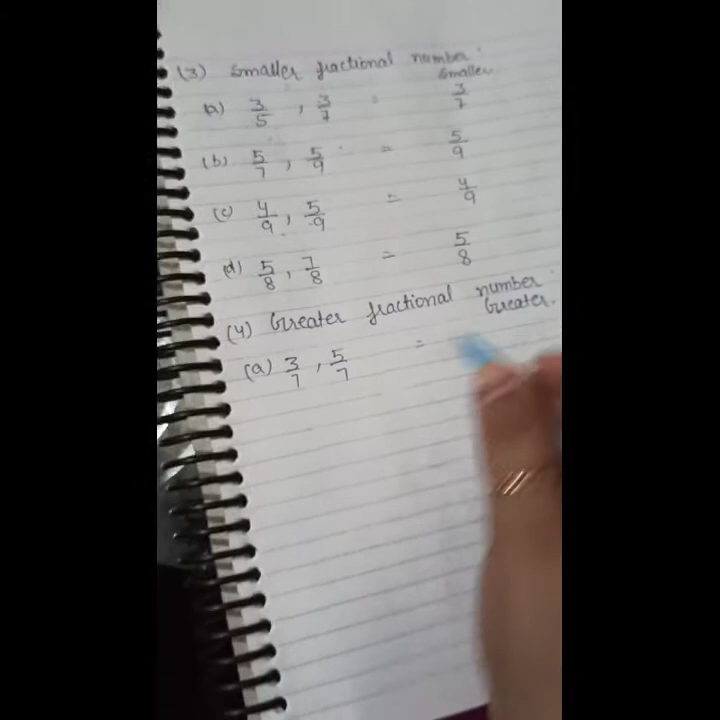 (3) Smaller fractional number:
Smaller
(a) 3/5 , 3/7 = 3/7
(b) 5/7 , 5/9 = 5/9
(c) 4/9 , 5/9 = 4/9
(d) 5/8 , 7/8 = 5/8
(4) Greater fractional number:
Greater.
(a) 3/7 , 5/7 =